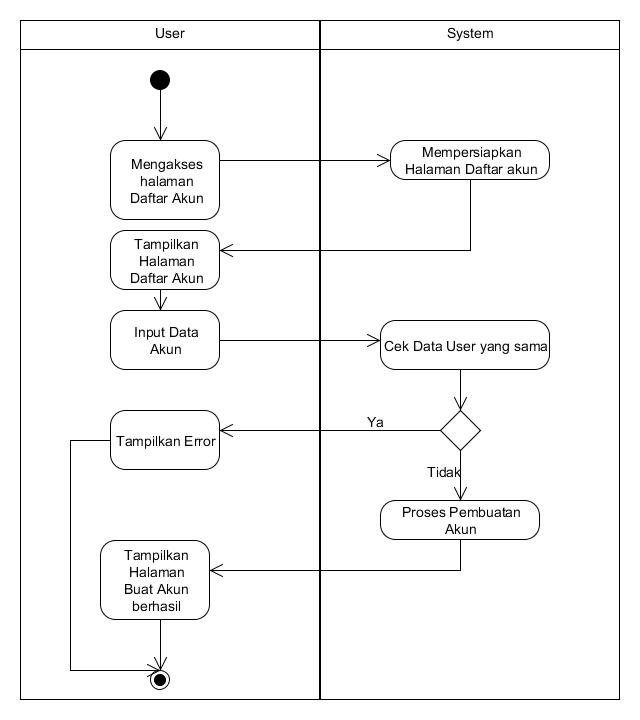 User
System
Mengakses
halaman
Daftar Akun
Mempersiapkan
Halaman Daftar akun
Tampilkan
Halaman
Daftar Akun
Input Data
Akun
Cek Data User yang sama
Ya
Tampilkan Error
Tidak
Proses Pembuatan
Akun
Tampilkan
Halaman
Buat Akun
berhasil